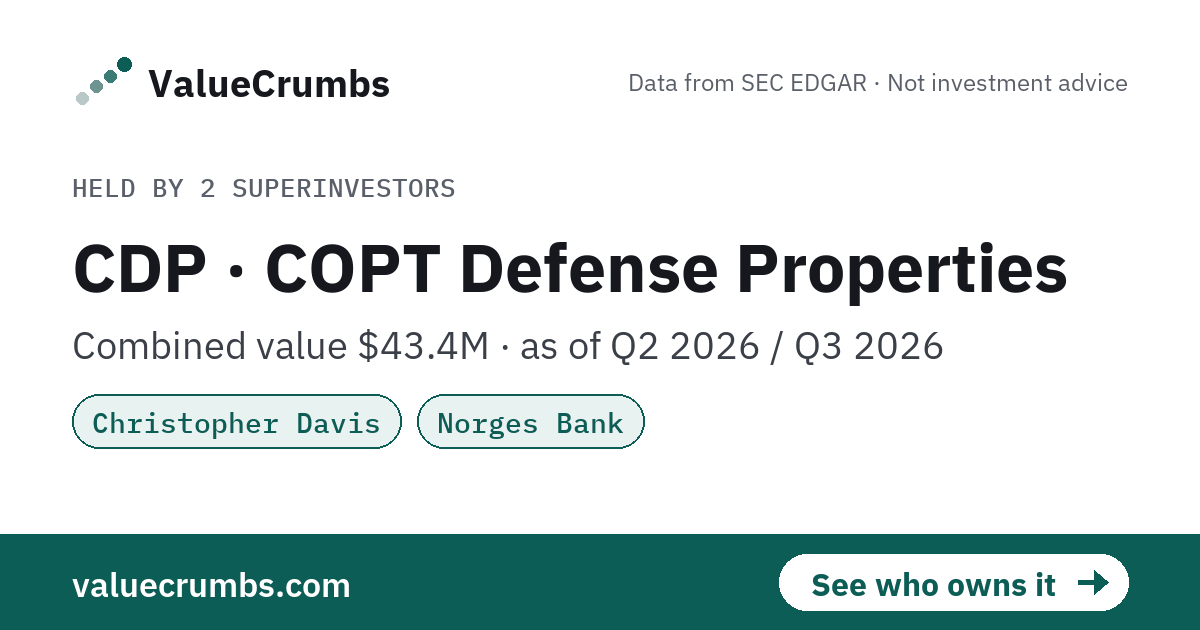 ValueCrumbs
Data from SEC EDGAR · Not investment advice
HELD BY 2 SUPERINVESTORS
CDP · COPT Defense Properties
Combined value $43.4M · as of Q2 2026 / Q3 2026
Christopher Davis
Norges Bank
valuecrumbs.com
See who owns it